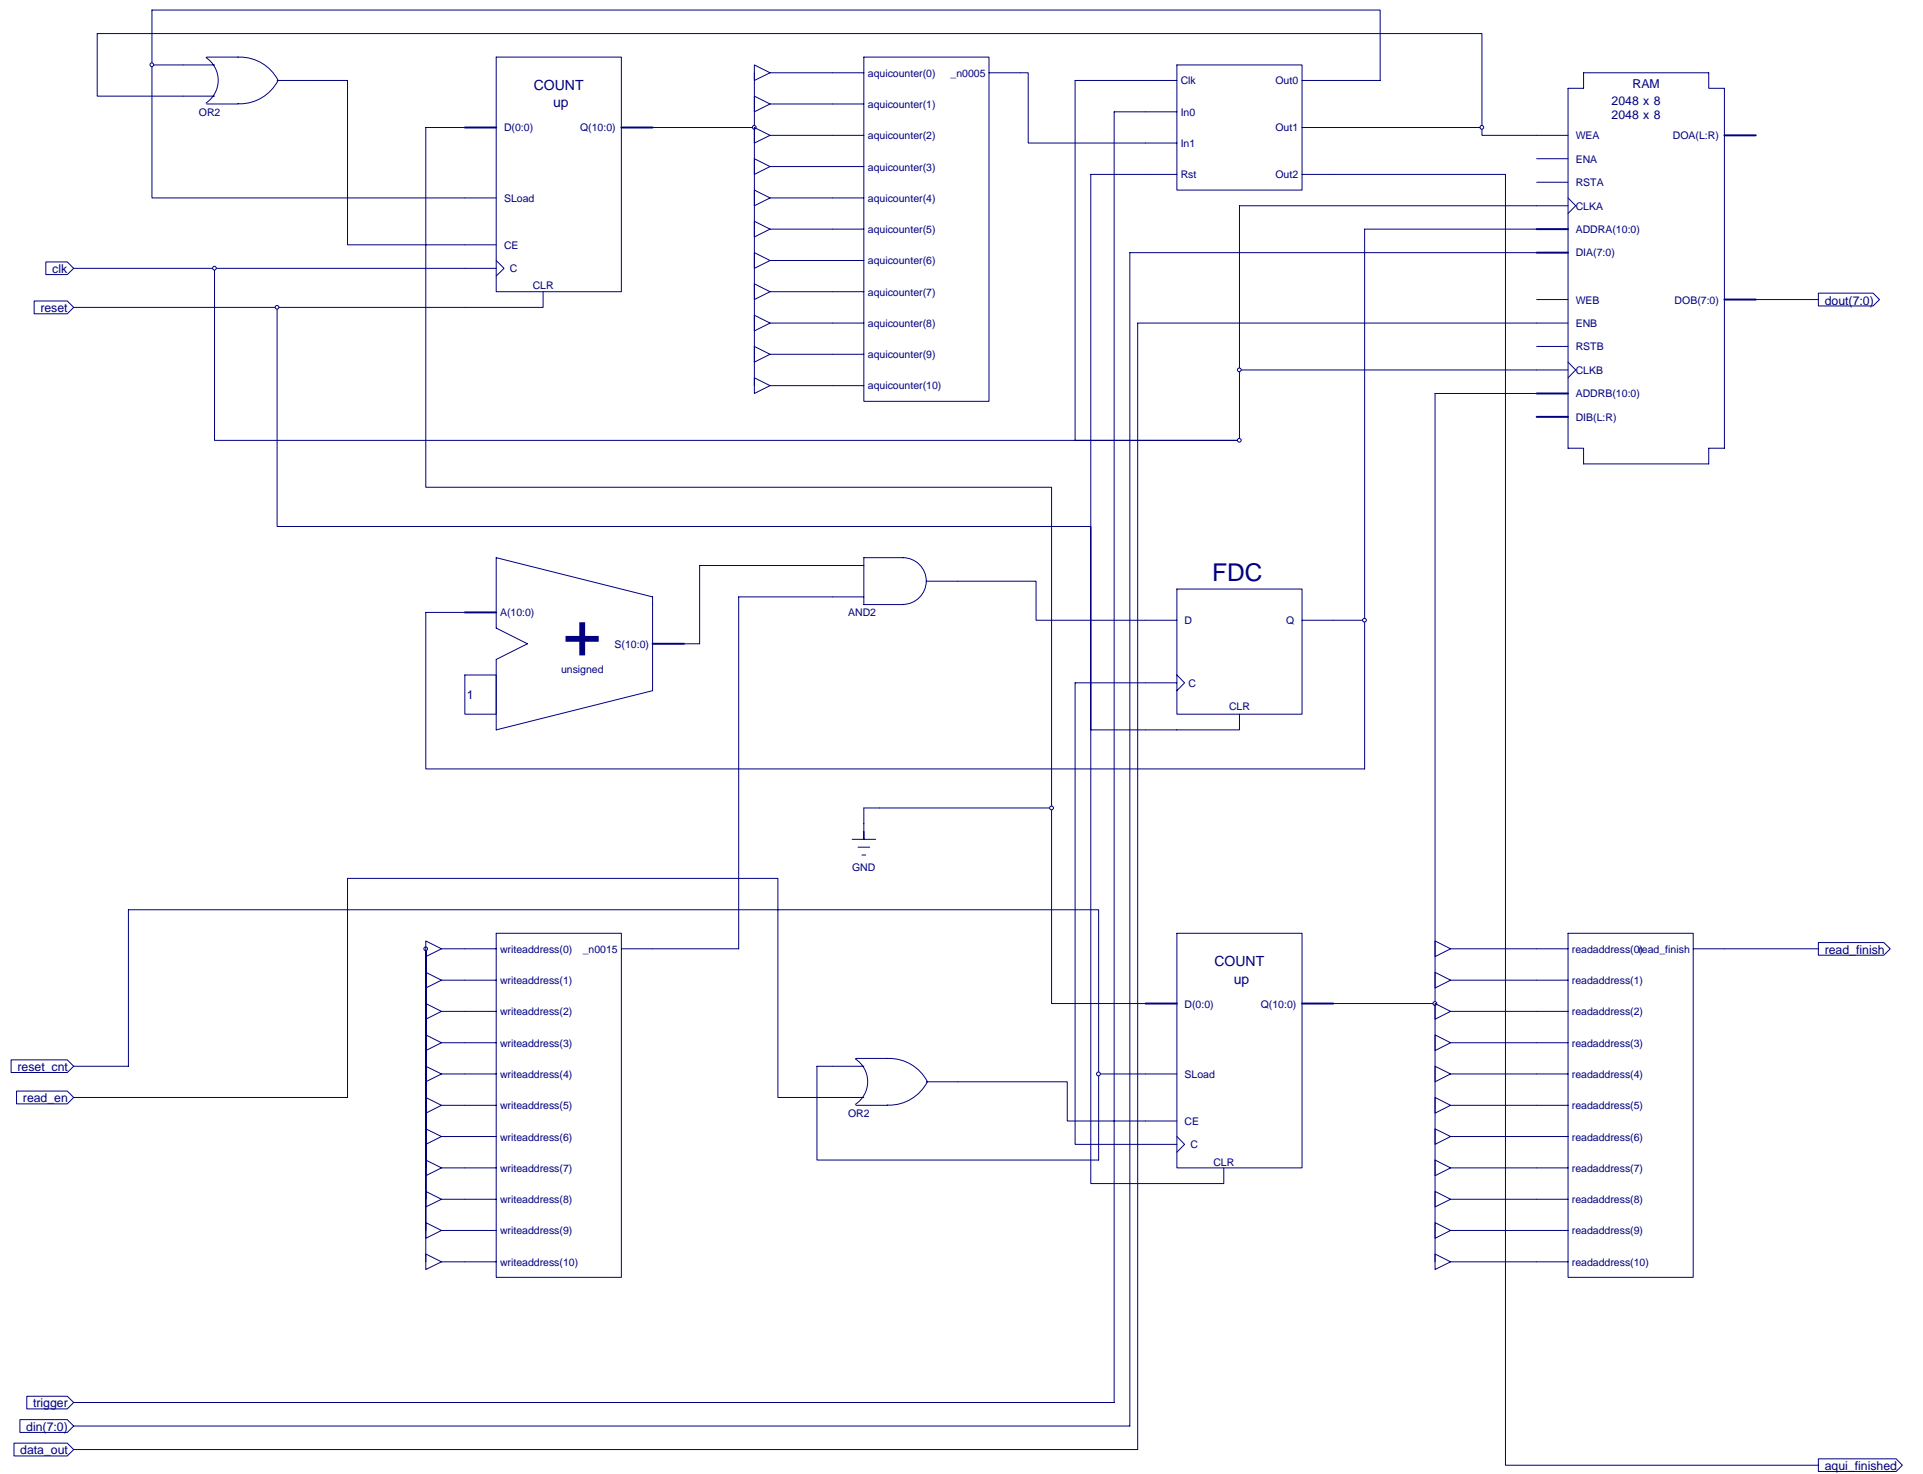 OR2
COUNT
up
D(0:0)
Q(10:0)
SLoad
CE
C
CLR
aquicounter(0)
_n0005
aquicounter(1)
aquicounter(2)
aquicounter(3)
aquicounter(4)
aquicounter(5)
aquicounter(6)
aquicounter(7)
aquicounter(8)
aquicounter(9)
aquicounter(10)
Clk
Out0
In0
Out1
In1
Rst
Out2
RAM
2048 x 8
2048 x 8
WEA
DOA(L:R)
ENA
RSTA
CLKA
ADDRA(10:0)
DIA(7:0)
WEB
DOB(7:0)
ENB
RSTB
CLKB
ADDRB(10:0)
DIB(L:R)
dout(7:0)
clk
reset
A(10:0)
+
S(10:0)
unsigned
1
AND2
FDC
D
Q
C
CLR
GND
writeaddress(0)
_n0015
writeaddress(1)
writeaddress(2)
writeaddress(3)
writeaddress(4)
writeaddress(5)
writeaddress(6)
writeaddress(7)
writeaddress(8)
writeaddress(9)
writeaddress(10)
OR2
COUNT
up
D(0:0)
Q(10:0)
SLoad
CE
C
CLR
readaddress(0)
read_finish
readaddress(1)
readaddress(2)
readaddress(3)
readaddress(4)
readaddress(5)
readaddress(6)
readaddress(7)
readaddress(8)
readaddress(9)
readaddress(10)
read_finish
reset_cnt
read_en
trigger
din(7:0)
data_out
aqui_finished